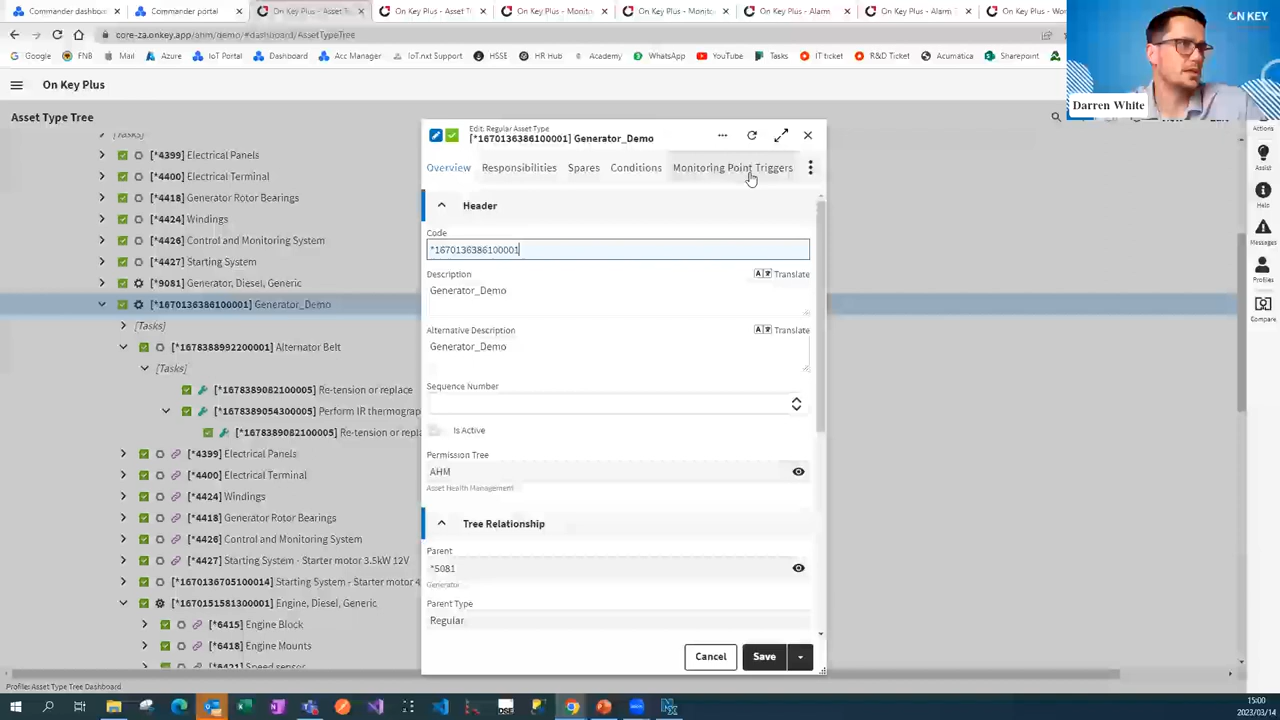 Commander portal
Commander portal
On Key Plus - Asset T
On Key Plus - Asset T
On Key Plus - Monito
On Key Plus - Monito
On Key Plus - Alarm
On Key Plus - Alarm T
On Key Plus - Wo
core-za.onkey.app/ahm/demo/#dashboard/AssetTypeTree
Google
FNB
Mail
Azure
IoT Portal
Dashboard
Acc Manager
IoT.nxt Support
HSSE
HR Hub
Academy
WhatsApp
YouTube
Tasks
IT ticket
R&D Ticket
Acumatica
Sharepoint
ON KEY
Darren White
On Key Plus
Asset Type Tree
Actions
Assist
Help
Messages
Profiles
Compare
[Tasks]
[*4399] Electrical Panels
[*4400] Electrical Terminal
[*4418] Generator Rotor Bearings
[*4424] Windings
[*4426] Control and Monitoring System
[*4427] Starting System
[*9081] Generator, Diesel, Generic
[*1670136386100001] Generator_Demo
[Tasks]
[*1678388992200001] Alternator Belt
[Tasks]
[*1678389082100005] Re-tension or replace
[*1678389054300005] Perform IR thermograp
[*1678389082100005] Re-tension or repla
[*4399] Electrical Panels
[*4400] Electrical Terminal
[*4424] Windings
[*4418] Generator Rotor Bearings
[*4426] Control and Monitoring System
[*4427] Starting System - Starter motor 3.5kW 12V
[*1670136705100014] Starting System - Starter motor 4
[*1670151581300001] Engine, Diesel, Generic
[*6415] Engine Block
[*6418] Engine Mounts
[*6421] Speed sensor
Edit: Regular Asset Type
[*1670136386100001] Generator_Demo
Overview
Responsibilities
Spares
Conditions
Monitoring Point Triggers
Header
Code
*1670136386100001
Description
Translate
Generator_Demo
Alternative Description
Translate
Generator_Demo
Sequence Number
Is Active
Permission Tree
AHM
Asset Health Management
Tree Relationship
Parent
*5081
Generator
Parent Type
Regular
Cancel
Save
Profile: Asset Type Tree Dashboard
15:00
2023/03/14